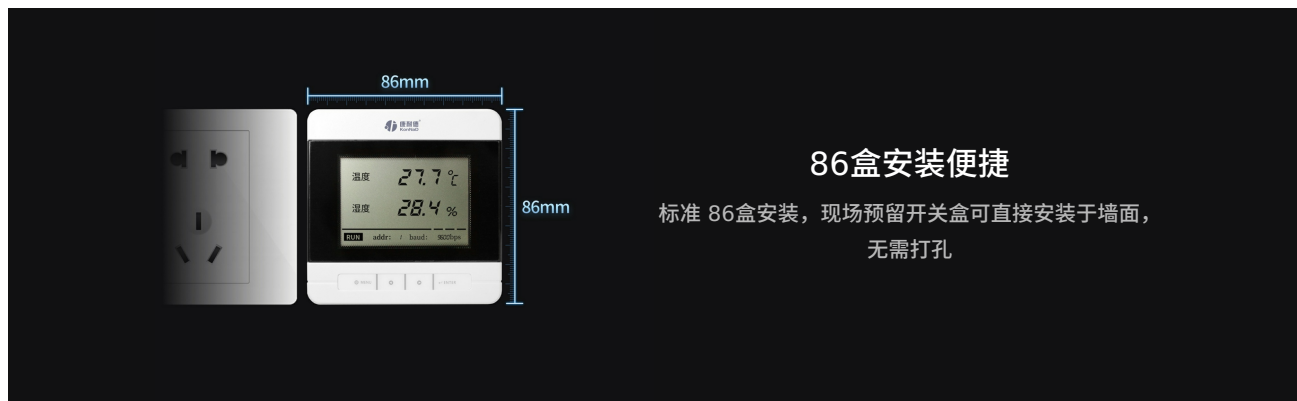 86mm
温度 27.7 ℃
湿度 28.4 %
RUN addr: / baud: 9600bps
86mm
86盒安装便捷
标准 86盒安装，现场预留开关盒可直接安装于墙面，
无需打孔